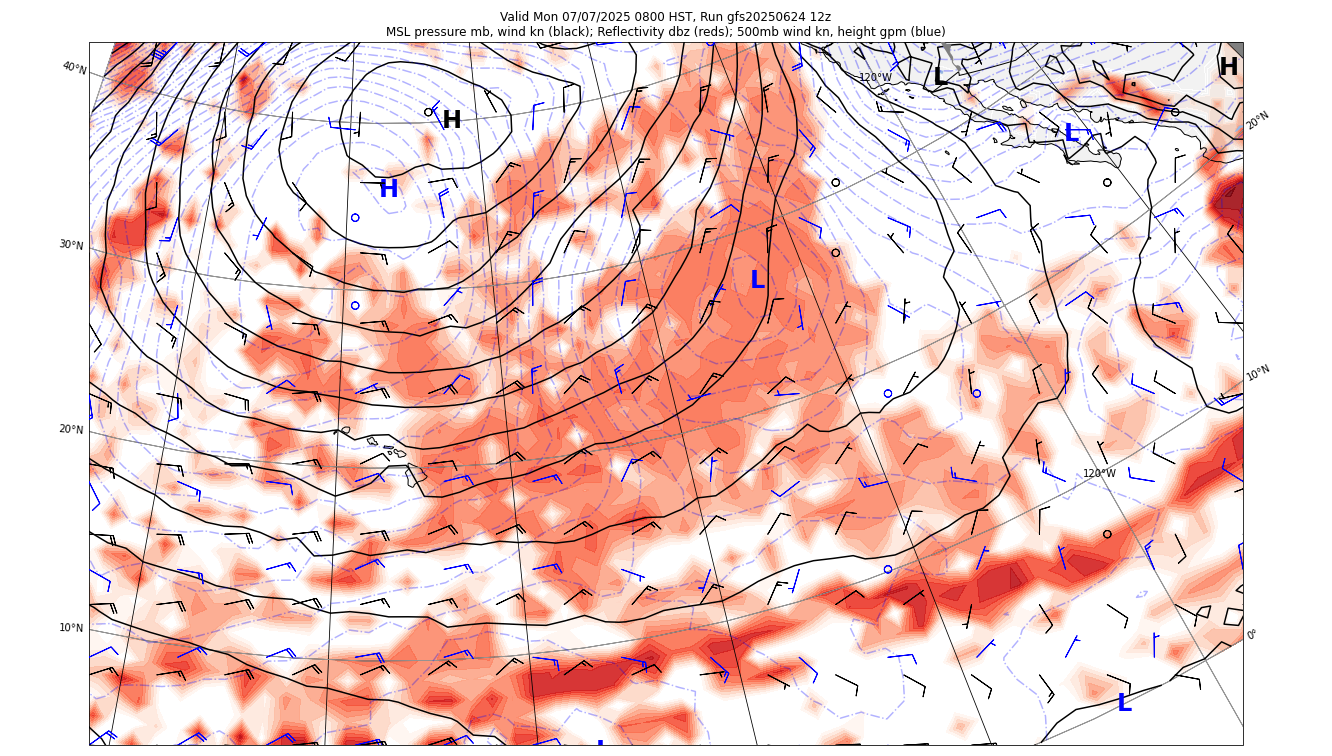 Valid Mon 07/07/2025 0800 HST, Run gfs20250624 12z
MSL pressure mb, wind kn (black); Reflectivity dbz (reds); 500mb wind kn, height gpm (blue)
40°N
120°W
L
H
H
L
20°N
H
30°N
L
10°N
20°N
120°W
10°N
0°
L